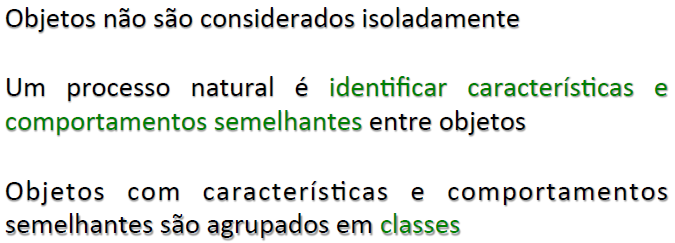 Objetos não são considerados isoladamente
Um processo natural é identificar características e
comportamentos semelhantes entre objetos
Objetos com características e comportamentos
semelhantes são agrupados em classes